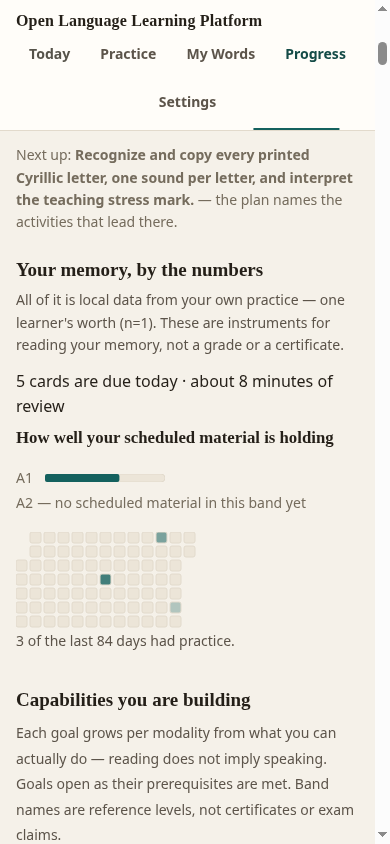 Open Language Learning Platform
Today Practice My Words Progress
Settings
Next up: Recognize and copy every printed
Cyrillic letter, one sound per letter, and interpret
the teaching stress mark. — the plan names the
activities that lead there.
Your memory, by the numbers
All of it is local data from your own practice — one
learner's worth (n=1). These are instruments for
reading your memory, not a grade or a certificate.
5 cards are due today · about 8 minutes of
review
How well your scheduled material is holding
A1
A2 — no scheduled material in this band yet
3 of the last 84 days had practice.
Capabilities you are building
Each goal grows per modality from what you can
actually do — reading does not imply speaking.
Goals open as their prerequisites are met. Band
names are reference levels, not certificates or exam
claims.